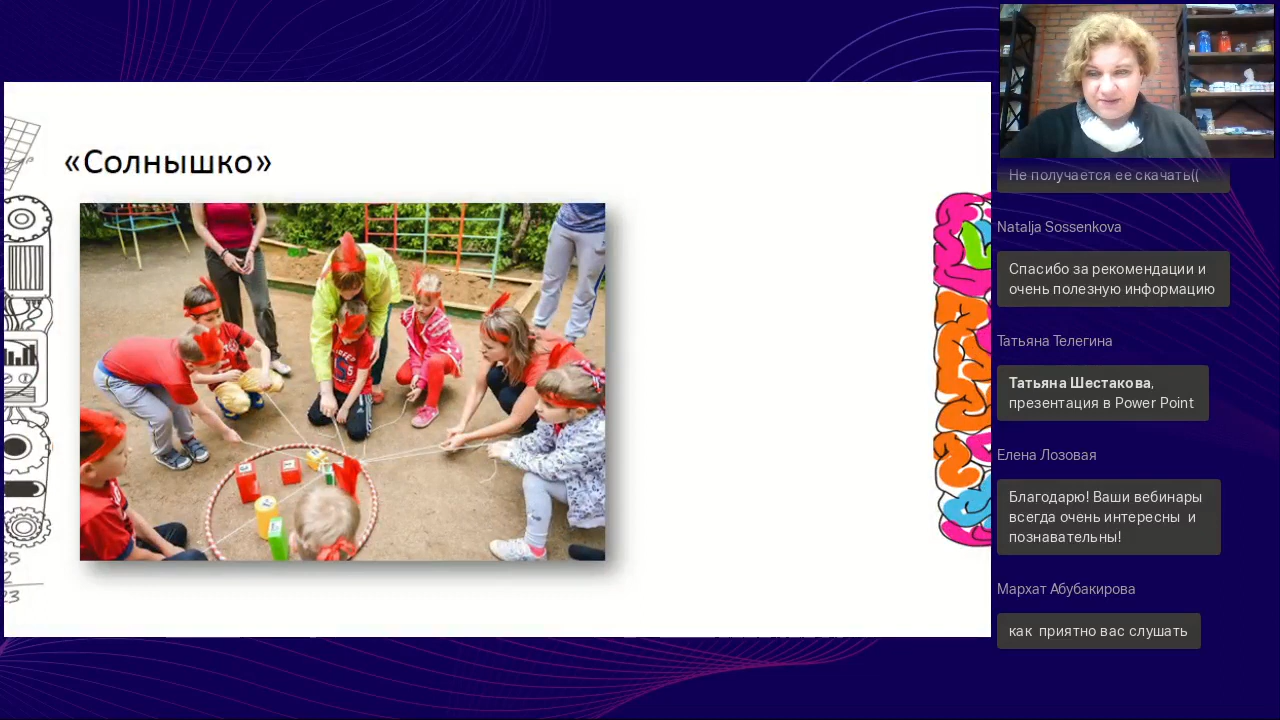 «Солнышко»
Не получается ее скачать((
Natalja Sossenkova
Спасибо за рекомендации и
очень полезную информацию
Татьяна Телегина
Татьяна Шестакова,
презентация в Power Point
Елена Лозовая
Благодарю! Ваши вебинары
всегда очень интересны и
познавательны!
Мархат Абубакирова
как приятно вас слушать